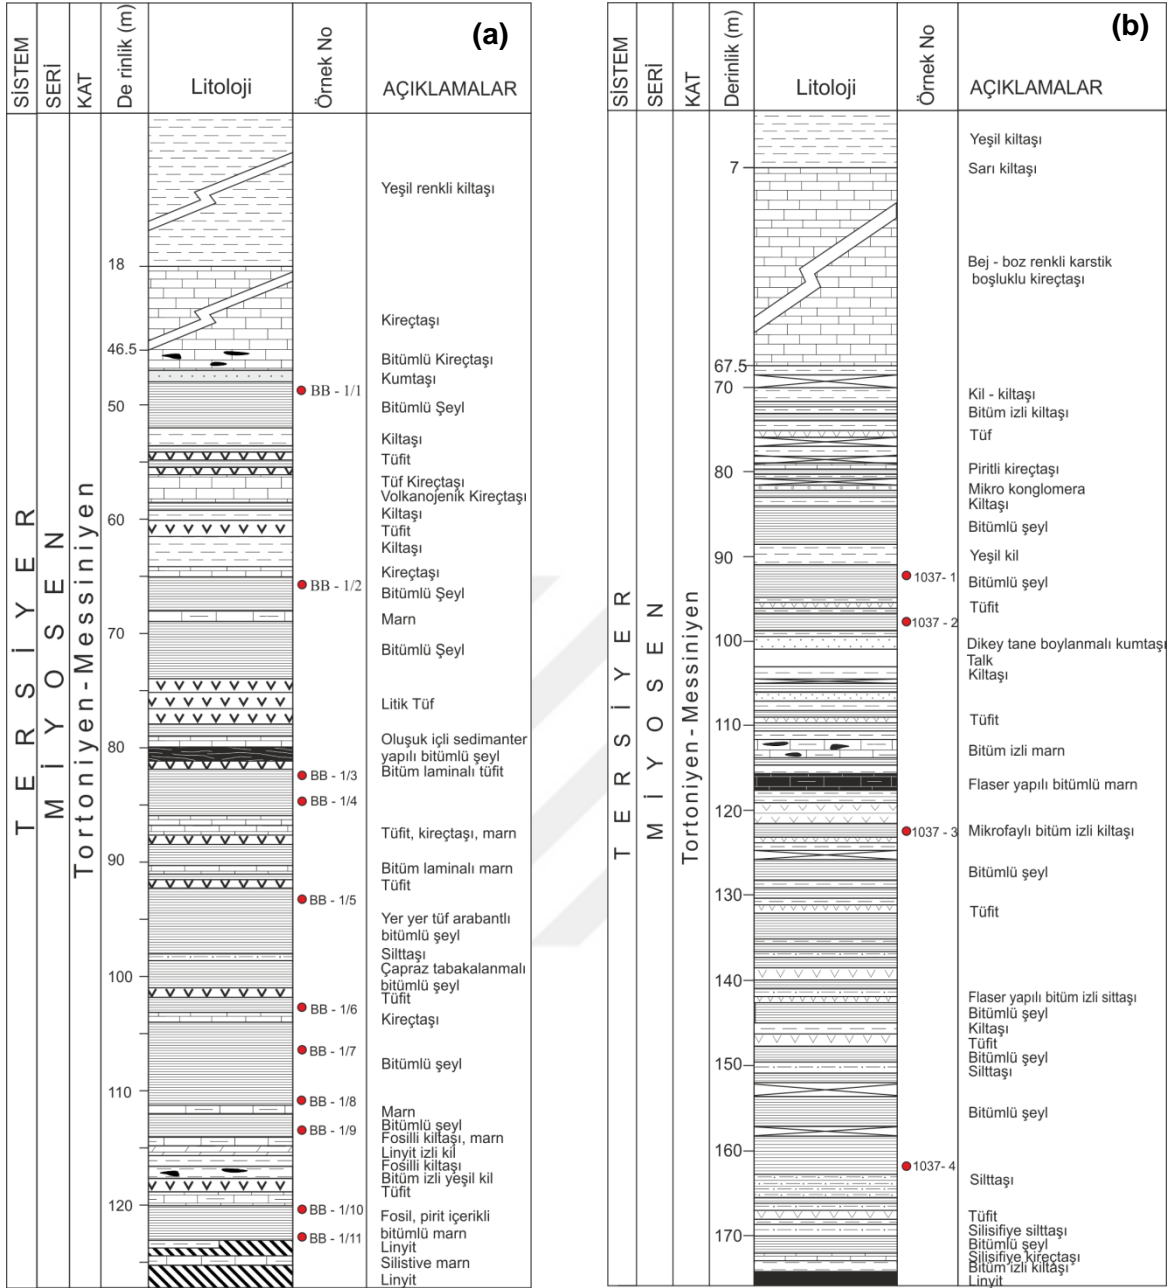 (a)
SİSTEM
SERİ
KAT
De rinlik (m)
Litoloji
Örnek No
AÇIKLAMALAR
TERSİYER
MİYOSEN
Tortoniyen-Messiniyen
18
46.5
50
60
70
80
90
100
110
120
BB - 1/1
BB - 1/2
BB - 1/3
BB - 1/4
BB - 1/5
BB - 1/6
BB - 1/7
BB - 1/8
BB - 1/9
BB - 1/10
BB - 1/11
Yeşil renkli kiltaşı
Kireçtaşı
Bitümlü Kireçtaşı
Kumtaşı
Bitümlü Şeyl
Kiltaşı
Tüfit
Tüf Kireçtaşı
Volkanojenik Kireçtaşı
Kiltaşı
Tüfit
Kiltaşı
Kireçtaşı
Bitümlü Şeyl
Marn
Bitümlü Şeyl
Litik Tüf
Oluşuk içli sedimanter
yapılı bitümlü şeyl
Bitüm laminalı tüfit
Tüfit, kireçtaşı, marn
Bitüm laminalı marn
Tüfit
Yer yer tüf arabantlı
bitümlü şeyl
Silttaşı
Çapraz tabakalanmalı
bitümlü şeyl
Tüfit
Kireçtaşı
Bitümlü şeyl
Marn
Bitümlü şeyl
Fosilli kiltaşı, marn
Linyit izli kil
Fosilli kiltaşı
Bitüm izli yeşil kil
Tüfit
Fosil, pirit içerikli
bitümlü marn
Linyit
Silistive marn
Linyit
(b)
SİSTEM
SERİ
KAT
Derinlik (m)
Litoloji
Örnek No
AÇIKLAMALAR
TERSİYER
MİYOSEN
Tortoniyen-Messiniyen
7
67.5
70
80
90
100
110
120
130
140
150
160
170
1037- 1
1037 - 2
1037 - 3
1037- 4
Yeşil kiltaşı
Sarı kiltaşı
Bej - boz renkli karstik
boşluklu kireçtaşı
Kil - kiltaşı
Bitüm izli kiltaşı
Tüf
Piritli kireçtaşı
Mikro konglomera
Kiltaşı
Bitümlü şeyl
Yeşil kil
Bitümlü şeyl
Tüfit
Dikey tane boylanmalı kumtaşı
Talk
Kiltaşı
Tüfit
Bitüm izli marn
Flaser yapılı bitümlü marn
Mikrofaylı bitüm izli kiltaşı
Bitümlü şeyl
Tüfit
Flaser yapılı bitüm izli sittaşı
Bitümlü şeyl
Kiltaşı
Tüfit
Bitümlü şeyl
Silttaşı
Bitümlü şeyl
Silttaşı
Tüfit
Silisifiye silttaşı
Bitümlü şeyl
Silisifiye kireçtaşı
Bitüm izli kiltaşı
Linyit